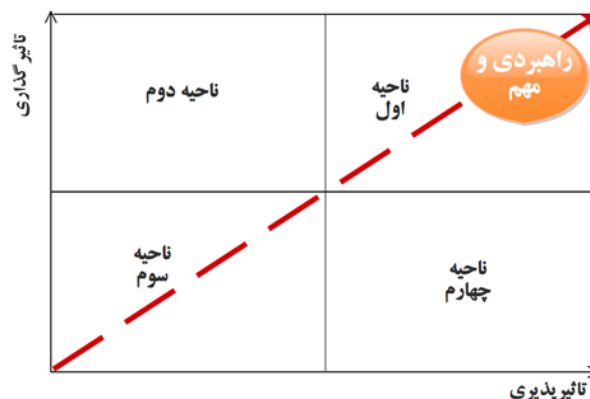 تاثیرگذاری
راهبردی و
مهم
ناحیه
اول
ناحیه دوم
ناحیه
سوم
ناحیه
چهارم
تاثیرپذیری